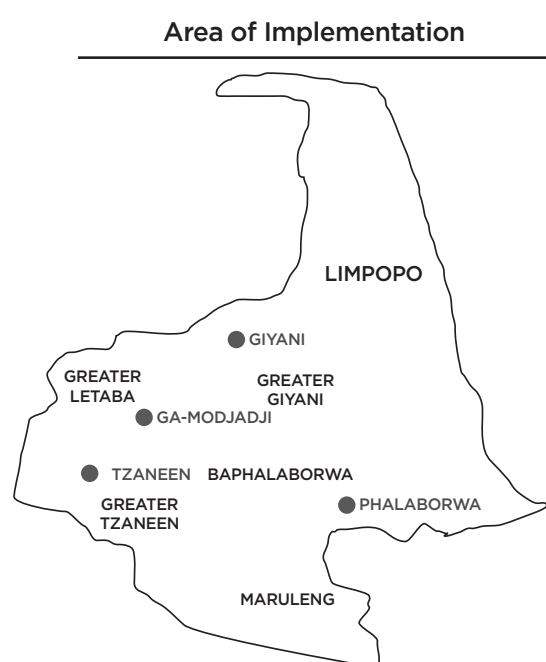 Area of Implementation
LIMPOPO
GIYANI
GREATER
LETABA
GREATER
GIYANI
GA-MODJADJI
TZANEEN
BAPHALABORWA
GREATER
TZANEEN
PHALABORWA
MARULENG